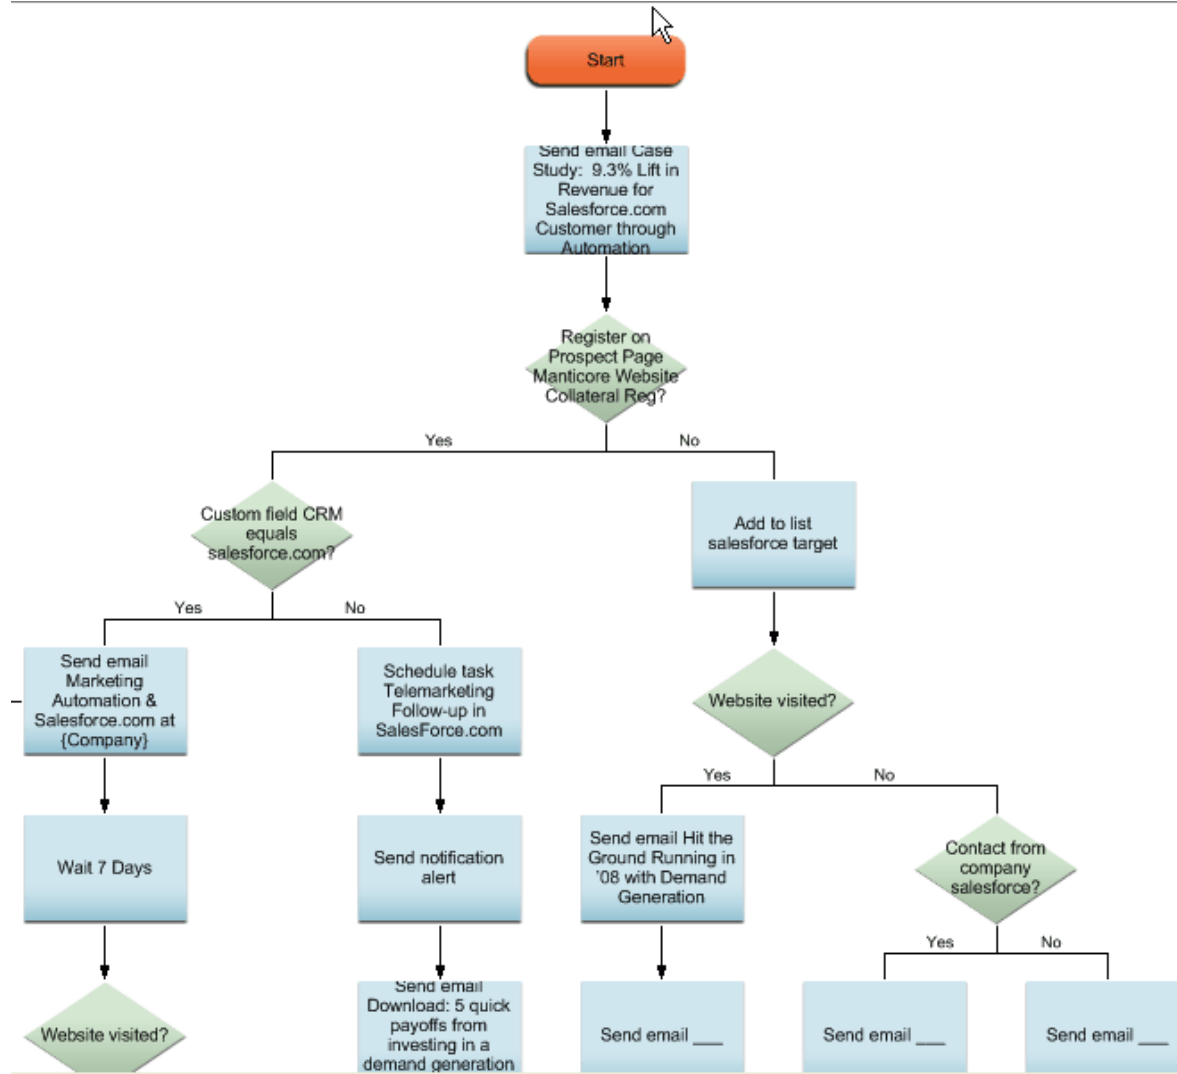 Start
Send email Case
Study: 9.3% Lift in
Revenue for
Salesforce.com
Customer through
Automation
Register on
Prospect Page
Manticore Website
Collateral Reg?
Yes
No
Custom field CRM
equals
salesforce.com?
Add to list
salesforce target
Yes
No
Send email
Marketing
Automation &
Salesforce.com at
{Company}
Schedule task
Telemarketing
Follow-up in
SalesForce.com
Website visited?
Yes
No
Wait 7 Days
Send notification
alert
Send email Hit the
Ground Running in
'08 with Demand
Generation
Contact from
company
salesforce?
Yes
No
Website visited?
Send email
Download: 5 quick
payoffs from
investing in a
demand generation
Send email ___
Send email ___
Send email ___